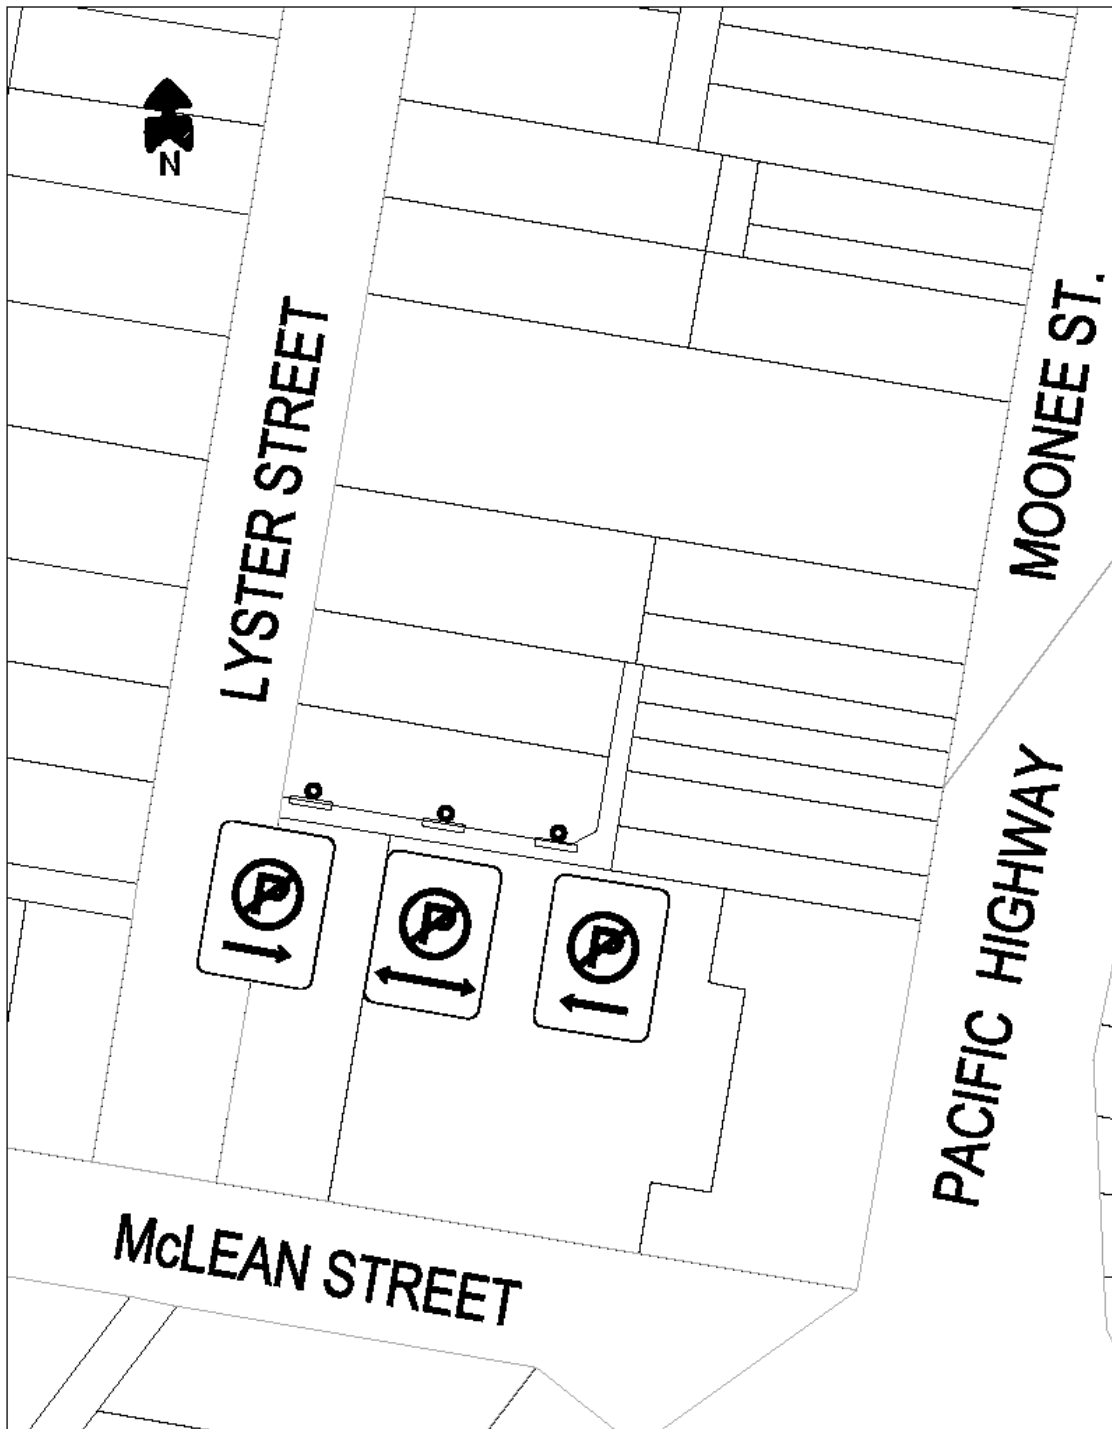 N
LYSTER STREET
MOONEE ST.
P
P
P
PACIFIC HIGHWAY
McLEAN STREET